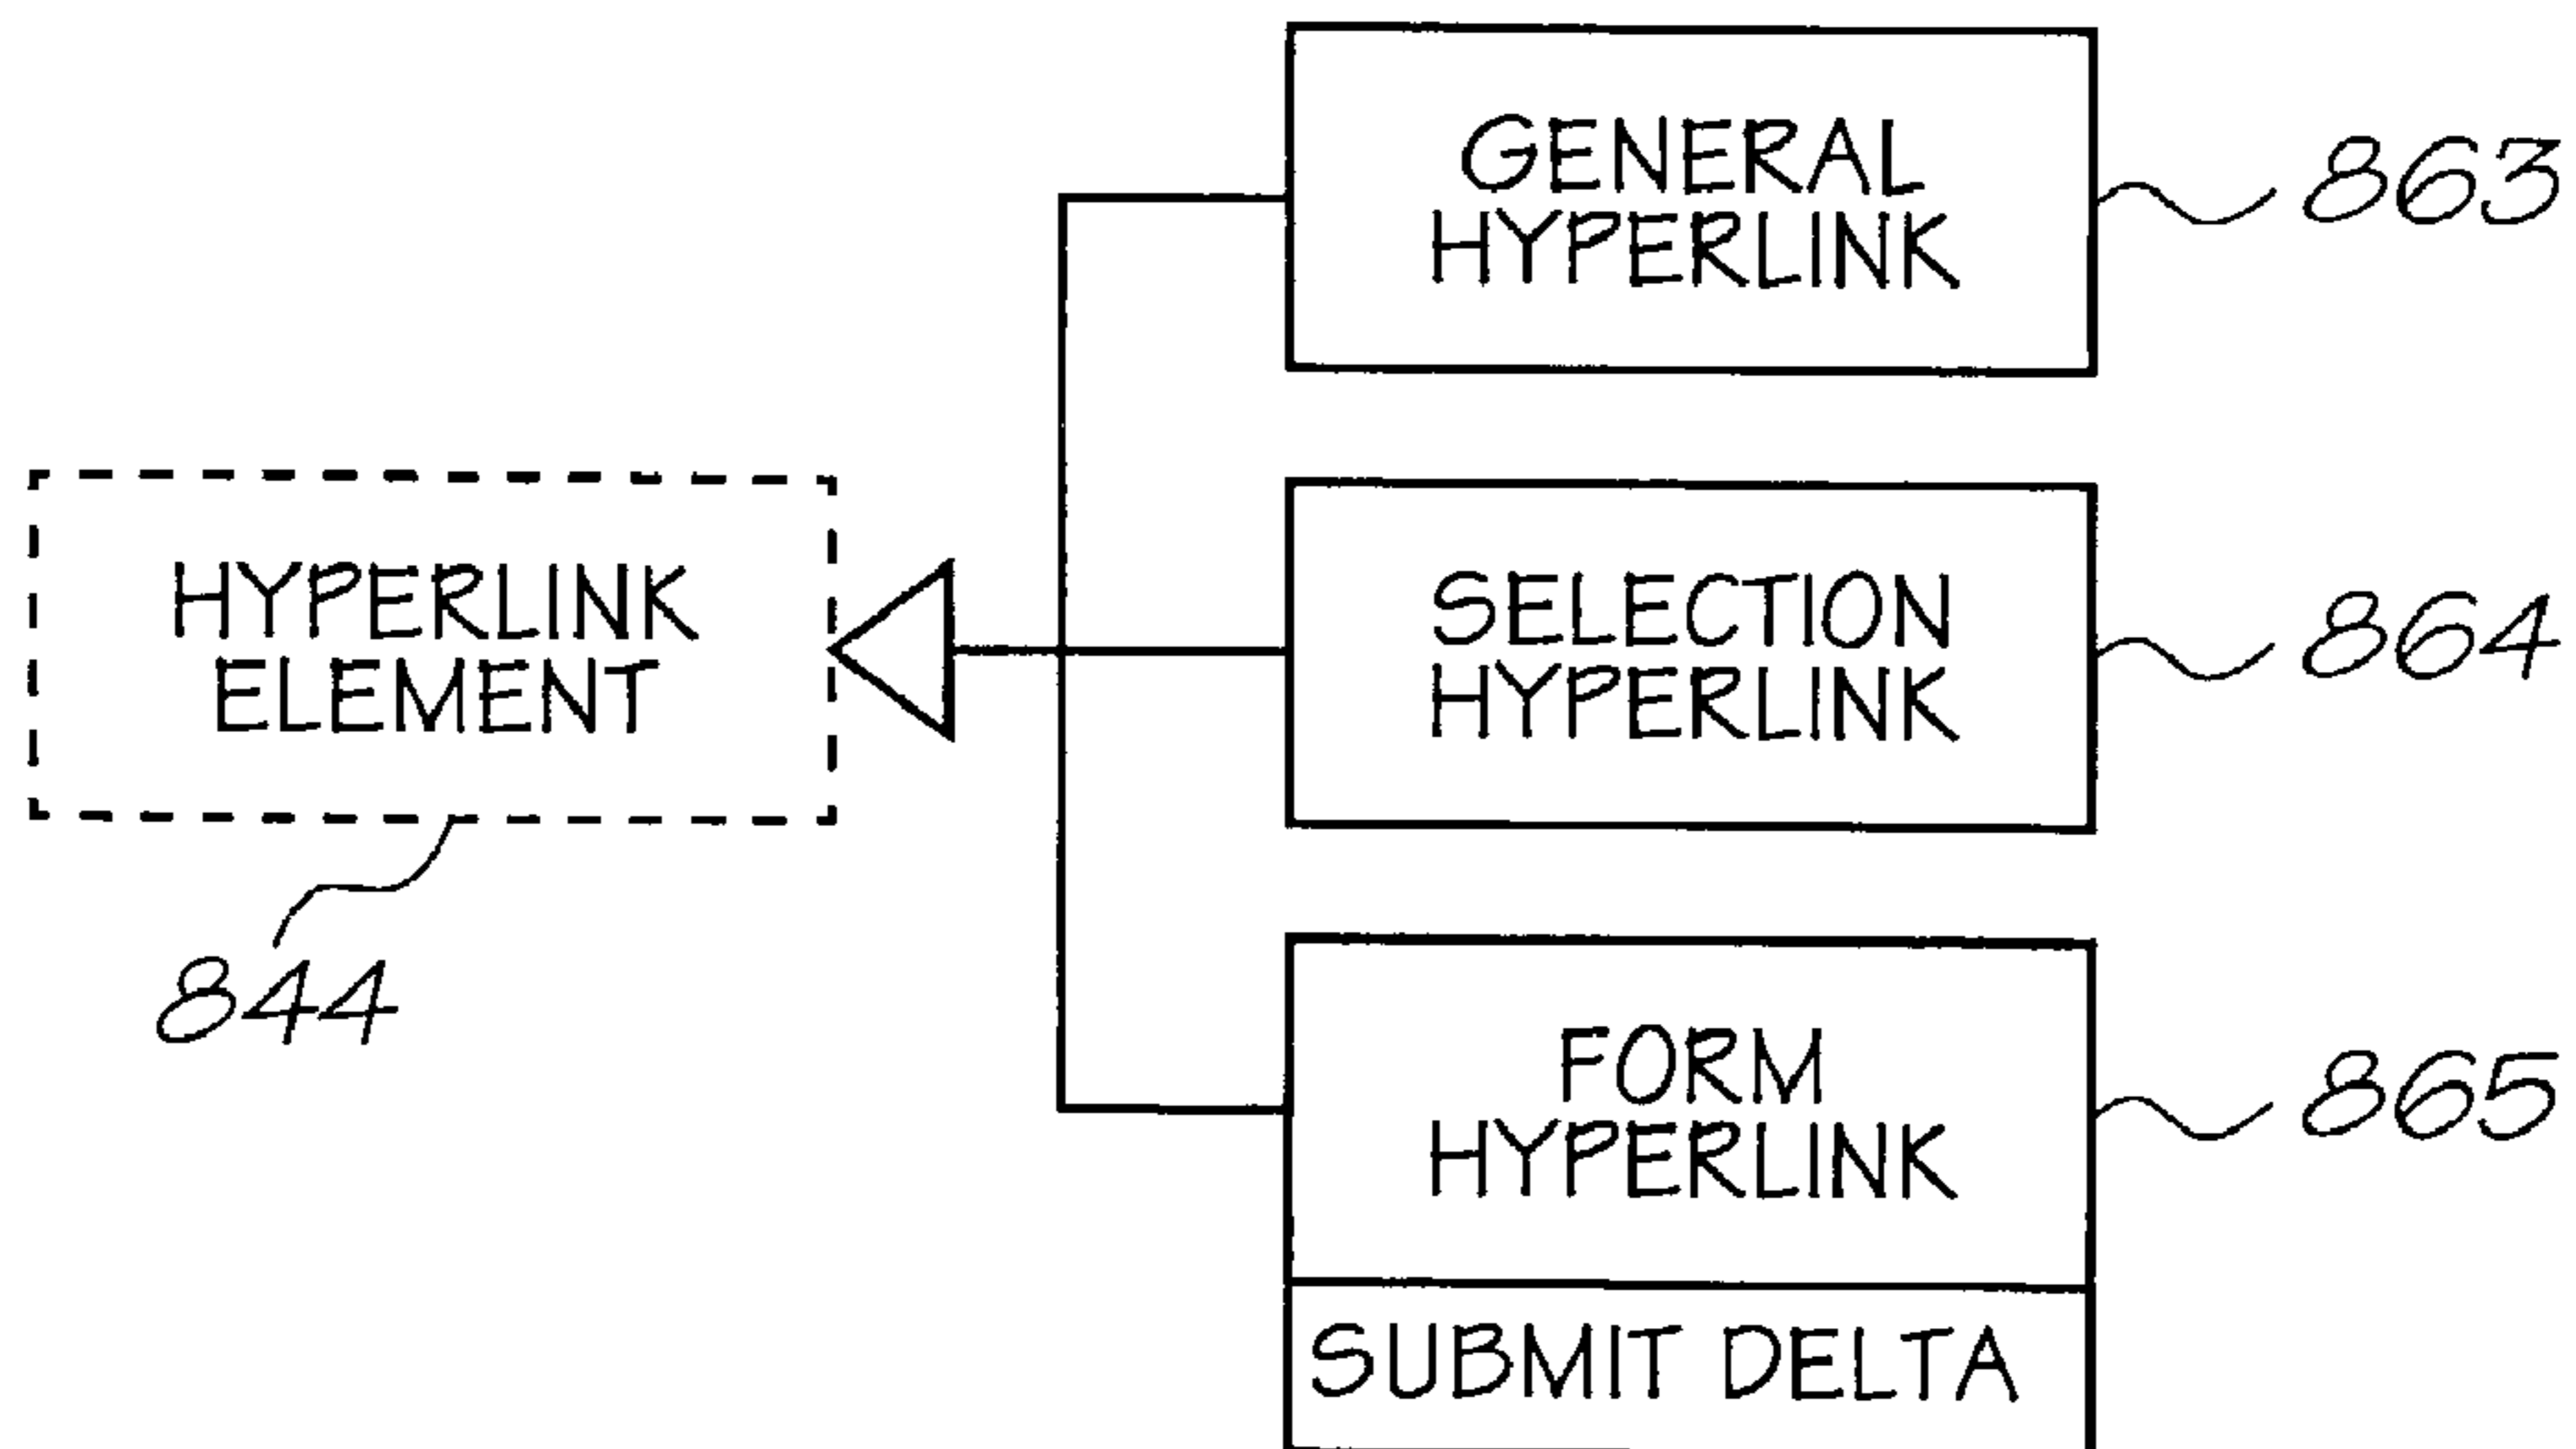 GENERAL
HYPERLINK
863
HYPERLINK
ELEMENT
844
SELECTION
HYPERLINK
864
FORM
HYPERLINK
865
SUBMIT DELTA